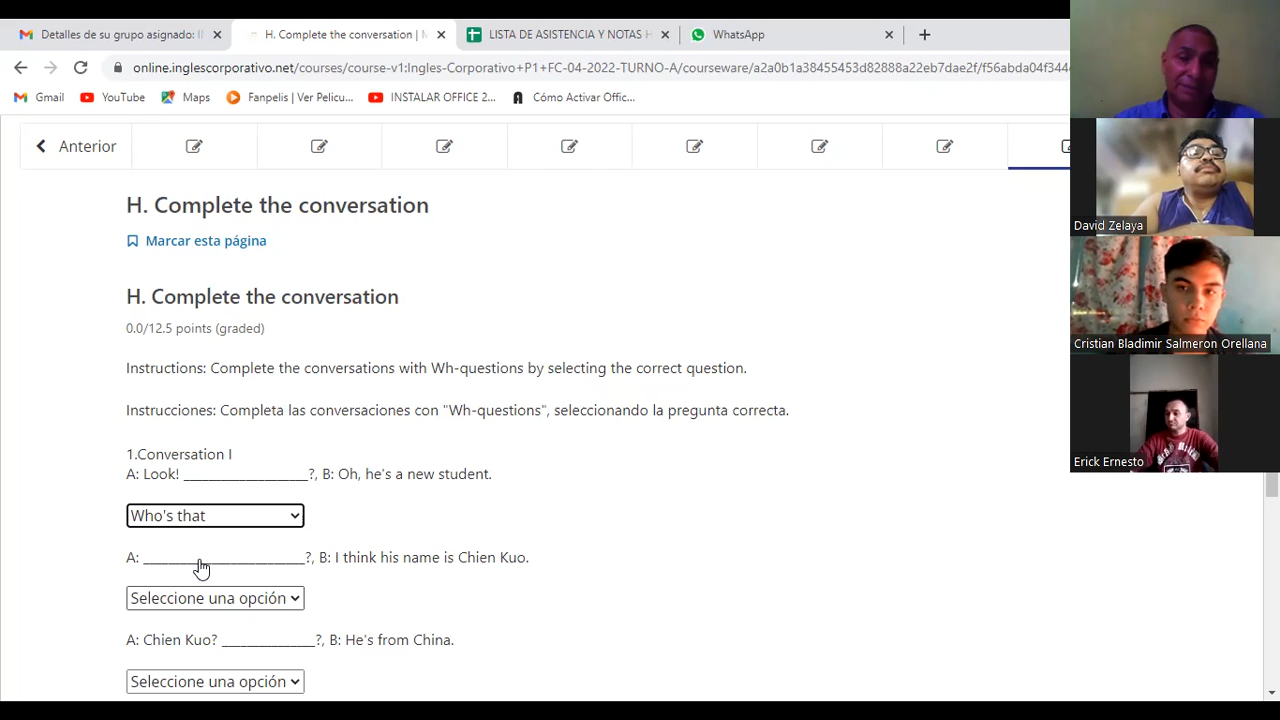 Detalles de su grupo asignado: I
H. Complete the conversation | M
LISTA DE ASISTENCIA Y NOTAS H
WhatsApp
online.inglescorporativo.net/courses/course-v1:Ingles-Corporativo+P1+FC-04-2022-TURNO-A/courseware/a2a0b1a38455453d82888a22eb7dae2f/f56abda04f344
Gmail
YouTube
Maps
Fanpelis | Ver Pelicu...
INSTALAR OFFICE 2...
Cómo Activar Offic...
Anterior
H. Complete the conversation
Marcar esta página
H. Complete the conversation
0.0/12.5 points (graded)
Instructions: Complete the conversations with Wh-questions by selecting the correct question.
Instrucciones: Completa las conversaciones con "Wh-questions", seleccionando la pregunta correcta.
1.Conversation I
A: Look! ____________________?, B: Oh, he's a new student.
Who's that
A: __________________________?, B: I think his name is Chien Kuo.
Seleccione una opción
A: Chien Kuo? _______________?, B: He's from China.
Seleccione una opción
David Zelaya
Cristian Bladimir Salmeron Orellana
Erick Ernesto